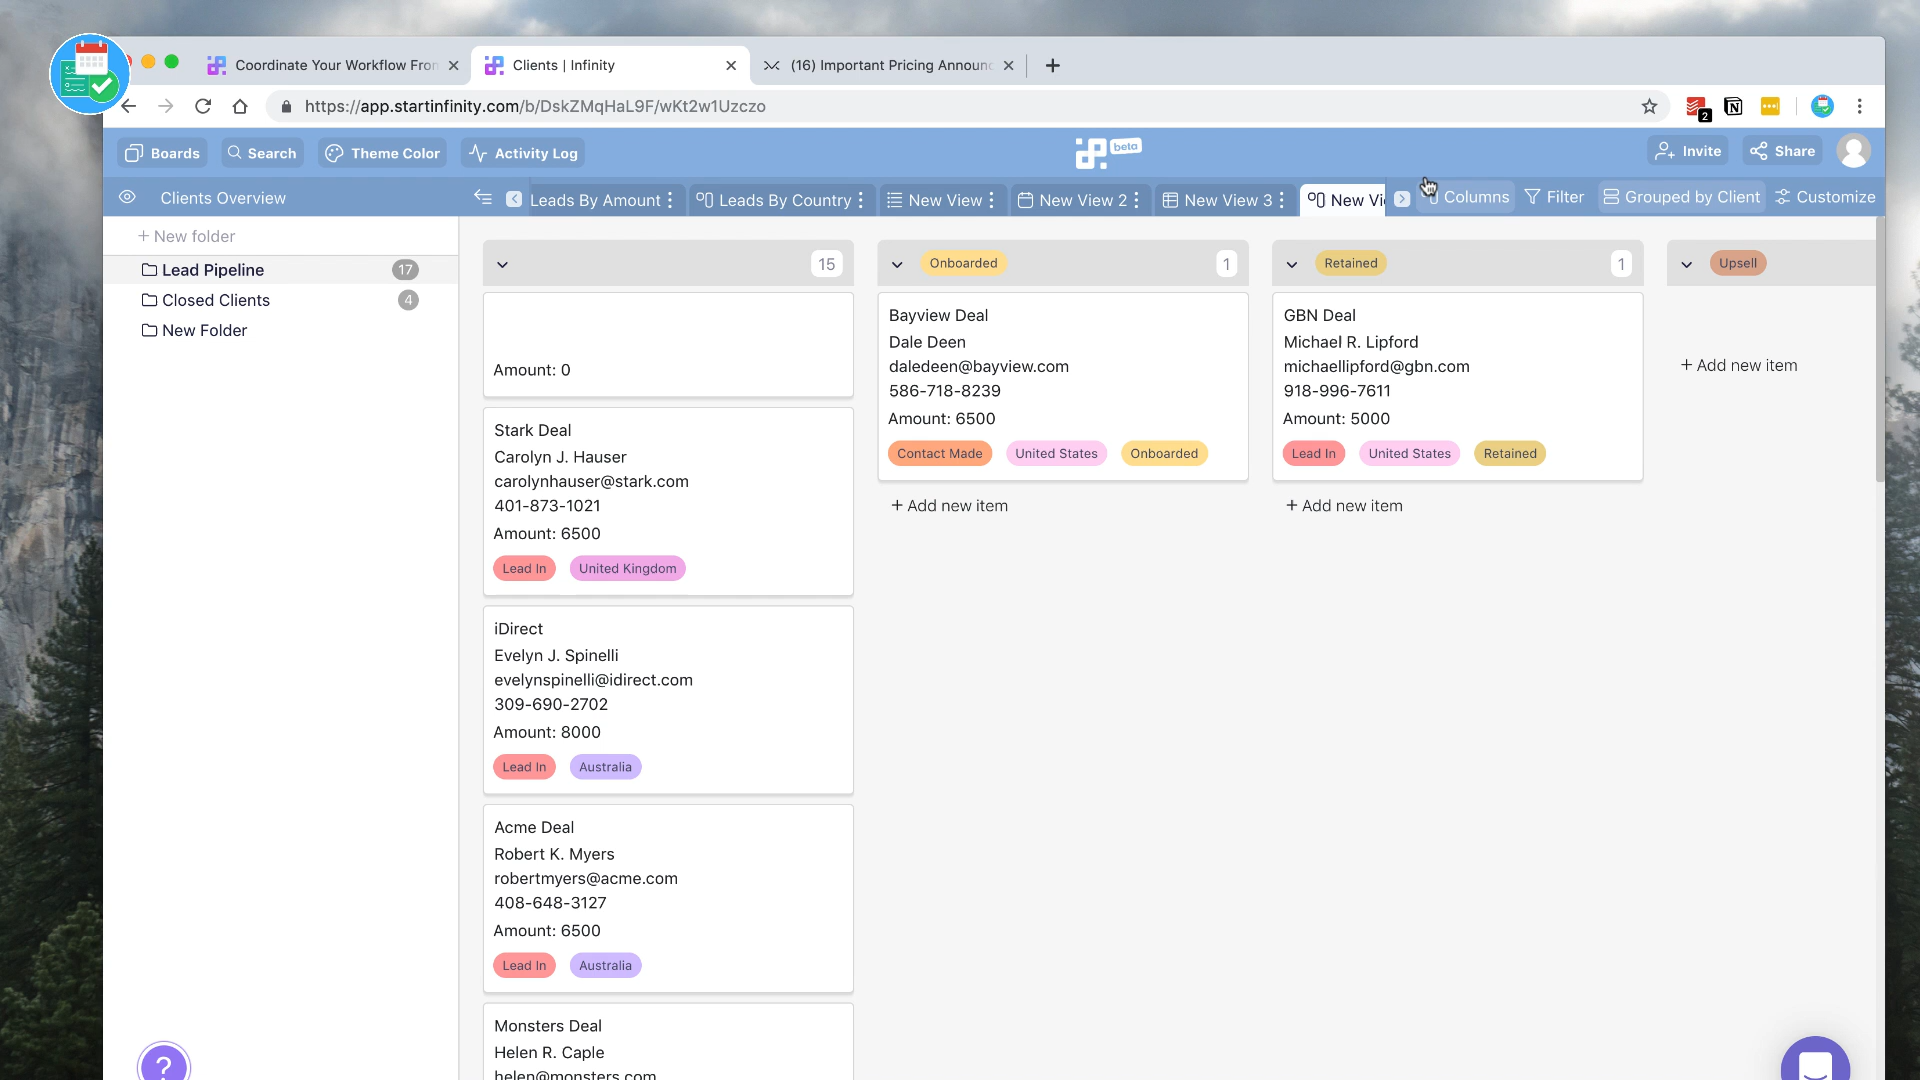 Coordinate Your Workflow Fron
Clients | Infinity
(16) Important Pricing Announc
https://app.startinfinity.com/b/DskZMqHaL9F/wKt2w1Uzczo
2
Boards
Search
Theme Color
Activity Log
beta
Invite
Share
Clients Overview
Leads By Amount
Leads By Country
New View
New View 2
New View 3
New Vi
Columns
Filter
Grouped by Client
Customize
+ New folder
Lead Pipeline 17
Closed Clients 4
New Folder
15
Onboarded 1
Retained 1
Upsell
Amount: 0
Stark Deal
Carolyn J. Hauser
carolynhauser@stark.com
401-873-1021
Amount: 6500
Lead In United Kingdom
iDirect
Evelyn J. Spinelli
evelynspinelli@idirect.com
309-690-2702
Amount: 8000
Lead In Australia
Acme Deal
Robert K. Myers
robertmyers@acme.com
408-648-3127
Amount: 6500
Lead In Australia
Monsters Deal
Helen R. Caple
helen@monsters.com
Bayview Deal
Dale Deen
daledeen@bayview.com
586-718-8239
Amount: 6500
Contact Made United States Onboarded
+ Add new item
GBN Deal
Michael R. Lipford
michaellipford@gbn.com
918-996-7611
Amount: 5000
Lead In United States Retained
+ Add new item
+ Add new item
?